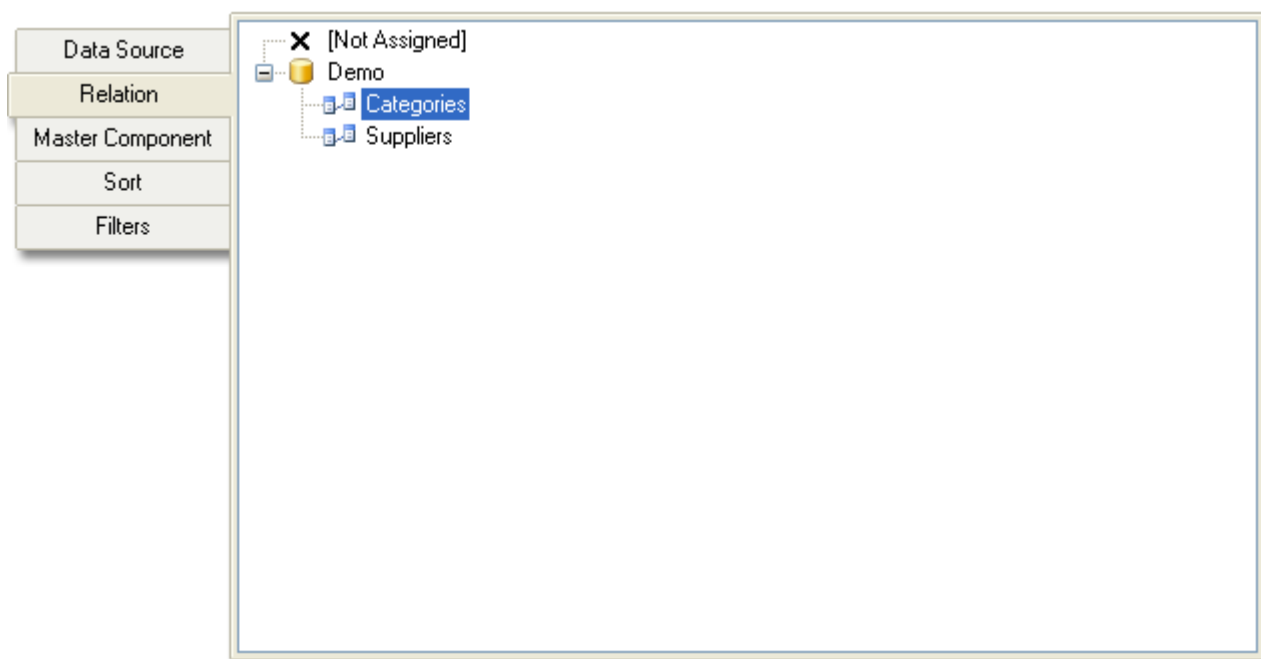 Data Source
Relation
Master Component
Sort
Filters
[Not Assigned]
Demo
Categories
Suppliers